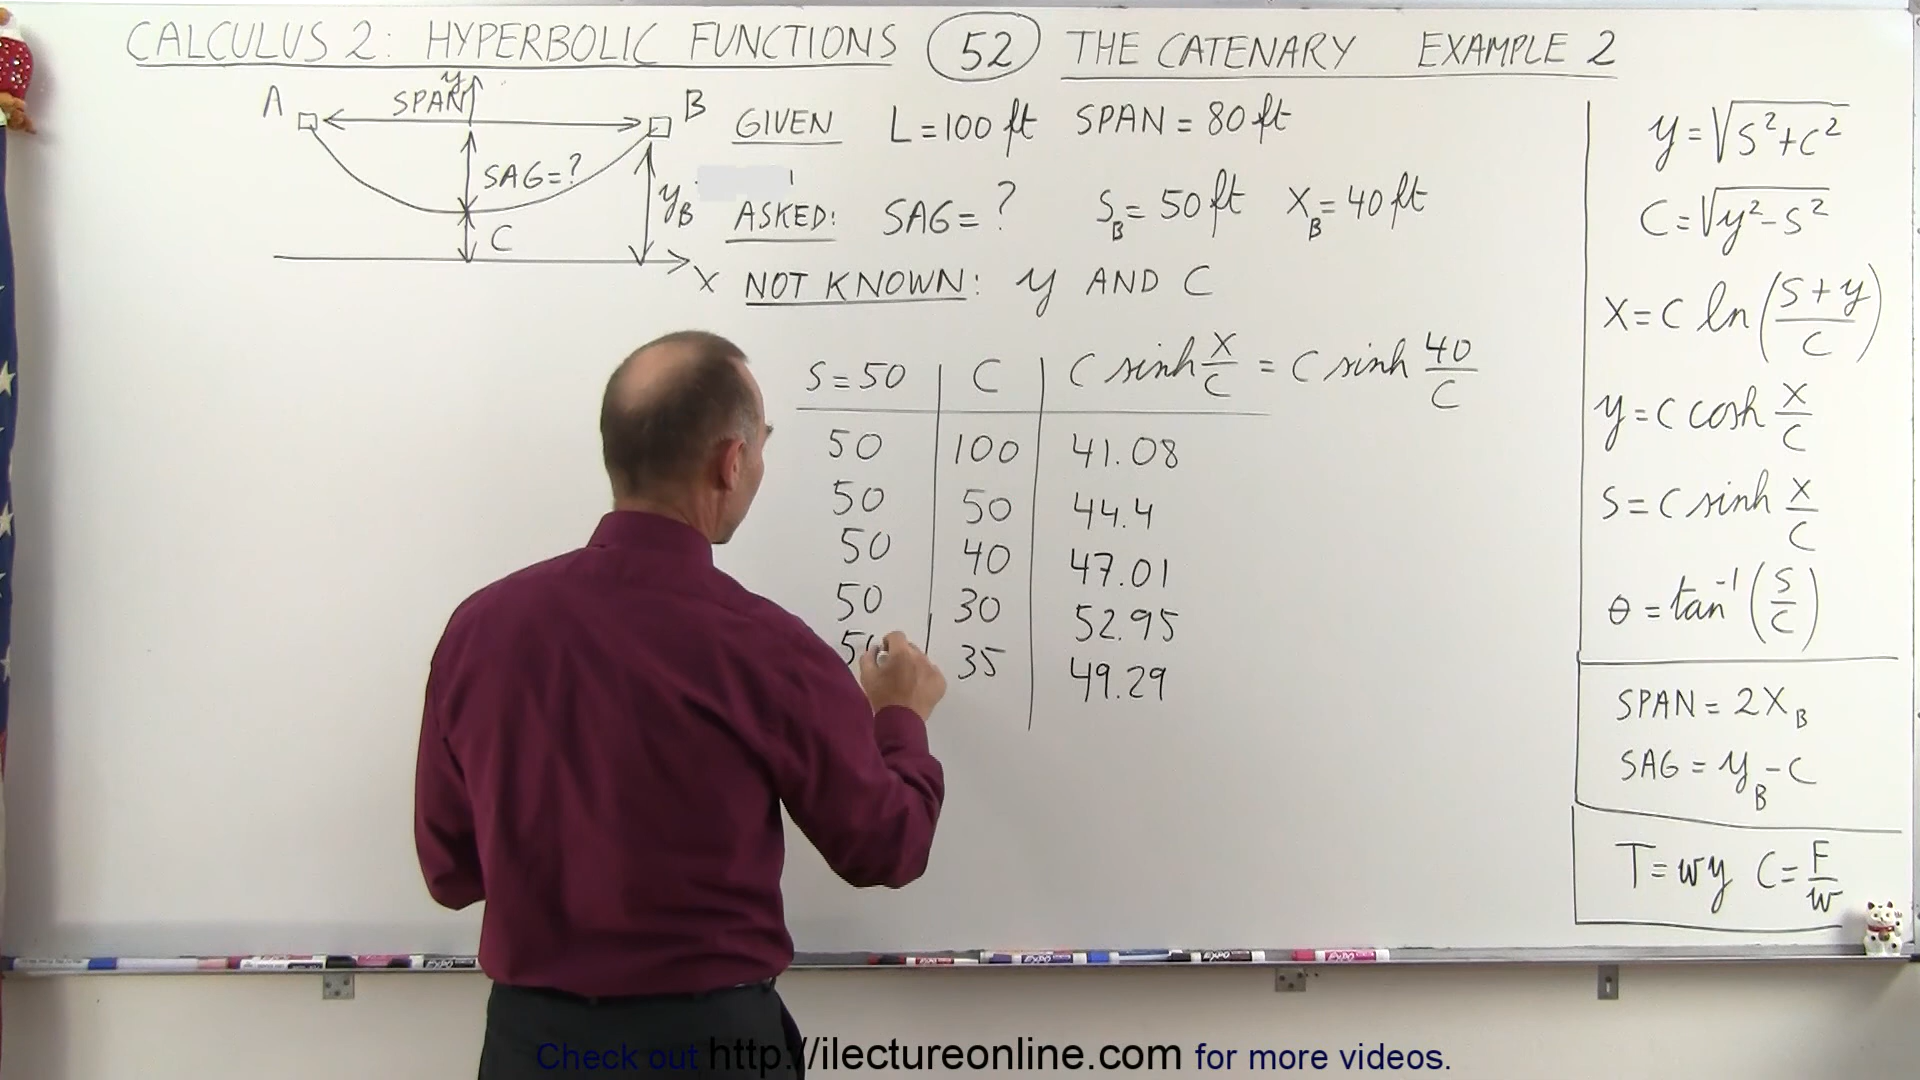 CALCULUS 2: HYPERBOLIC FUNCTIONS 52 THE CATENARY EXAMPLE 2
y
A SPAN B
SAG=?
C
y_B
X
GIVEN L=100 ft SPAN = 80 ft
ASKED: SAG = ? S_B = 50 ft X_B = 40 ft
NOT KNOWN: y AND C
S=50 C C sinh X/C = C sinh 40/C
50 100 41.08
50 50 44.4
50 40 47.01
50 30 52.95
50 35 49.29
y=√(S²+C²)
C=√(y²-S²)
X=C ln((S+y)/C)
y=C cosh X/C
S=C sinh X/C
θ=tan⁻¹(S/C)
SPAN = 2X_B
SAG = y_B-C
T=wy C=F/w
Check out http://ilectureonline.com for more videos.